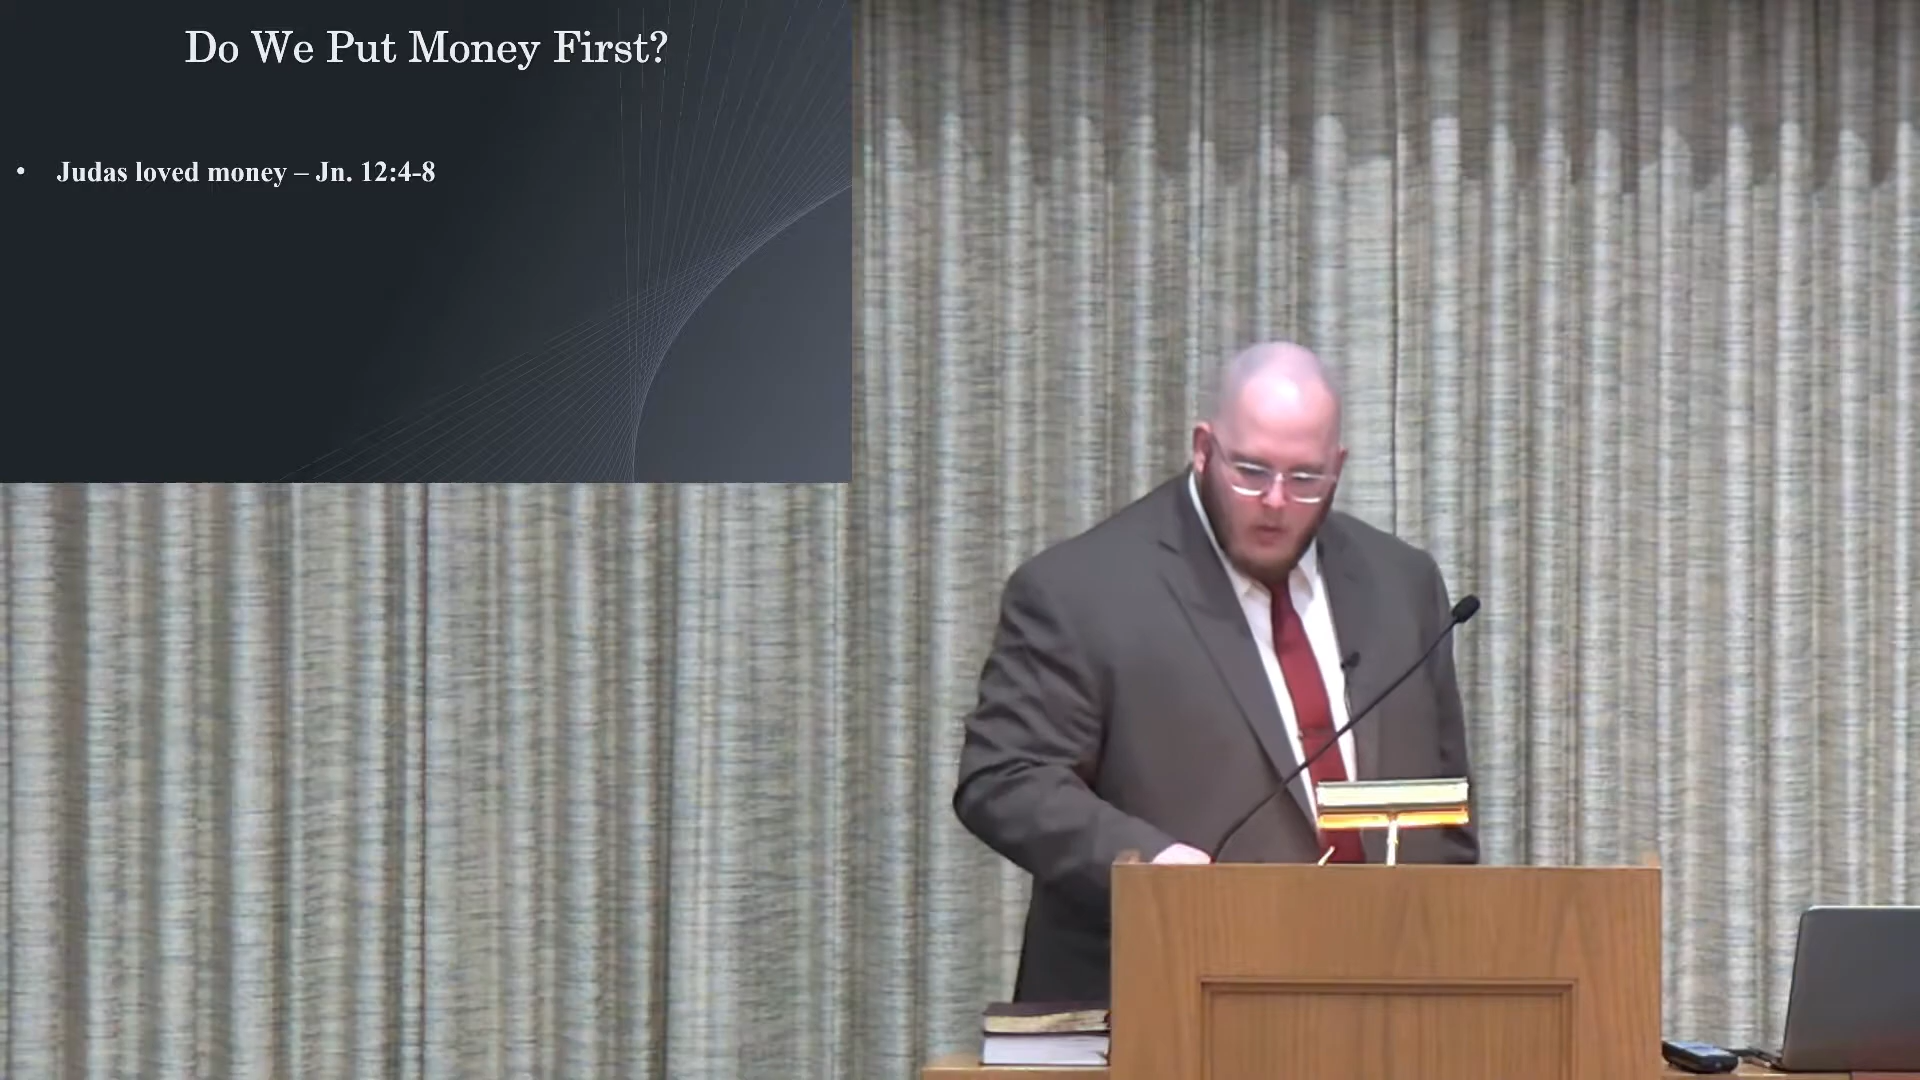 Do We Put Money First?
• Judas loved money – Jn. 12:4-8